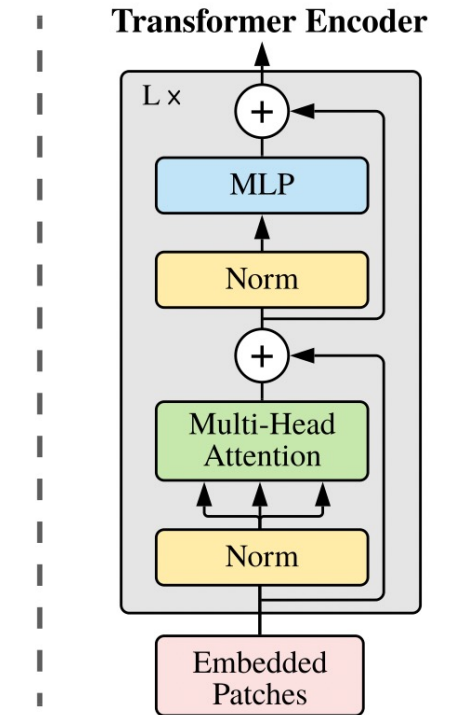 Transformer Encoder
L ×
+
MLP
Norm
+
Multi-Head
Attention
Norm
Embedded
Patches